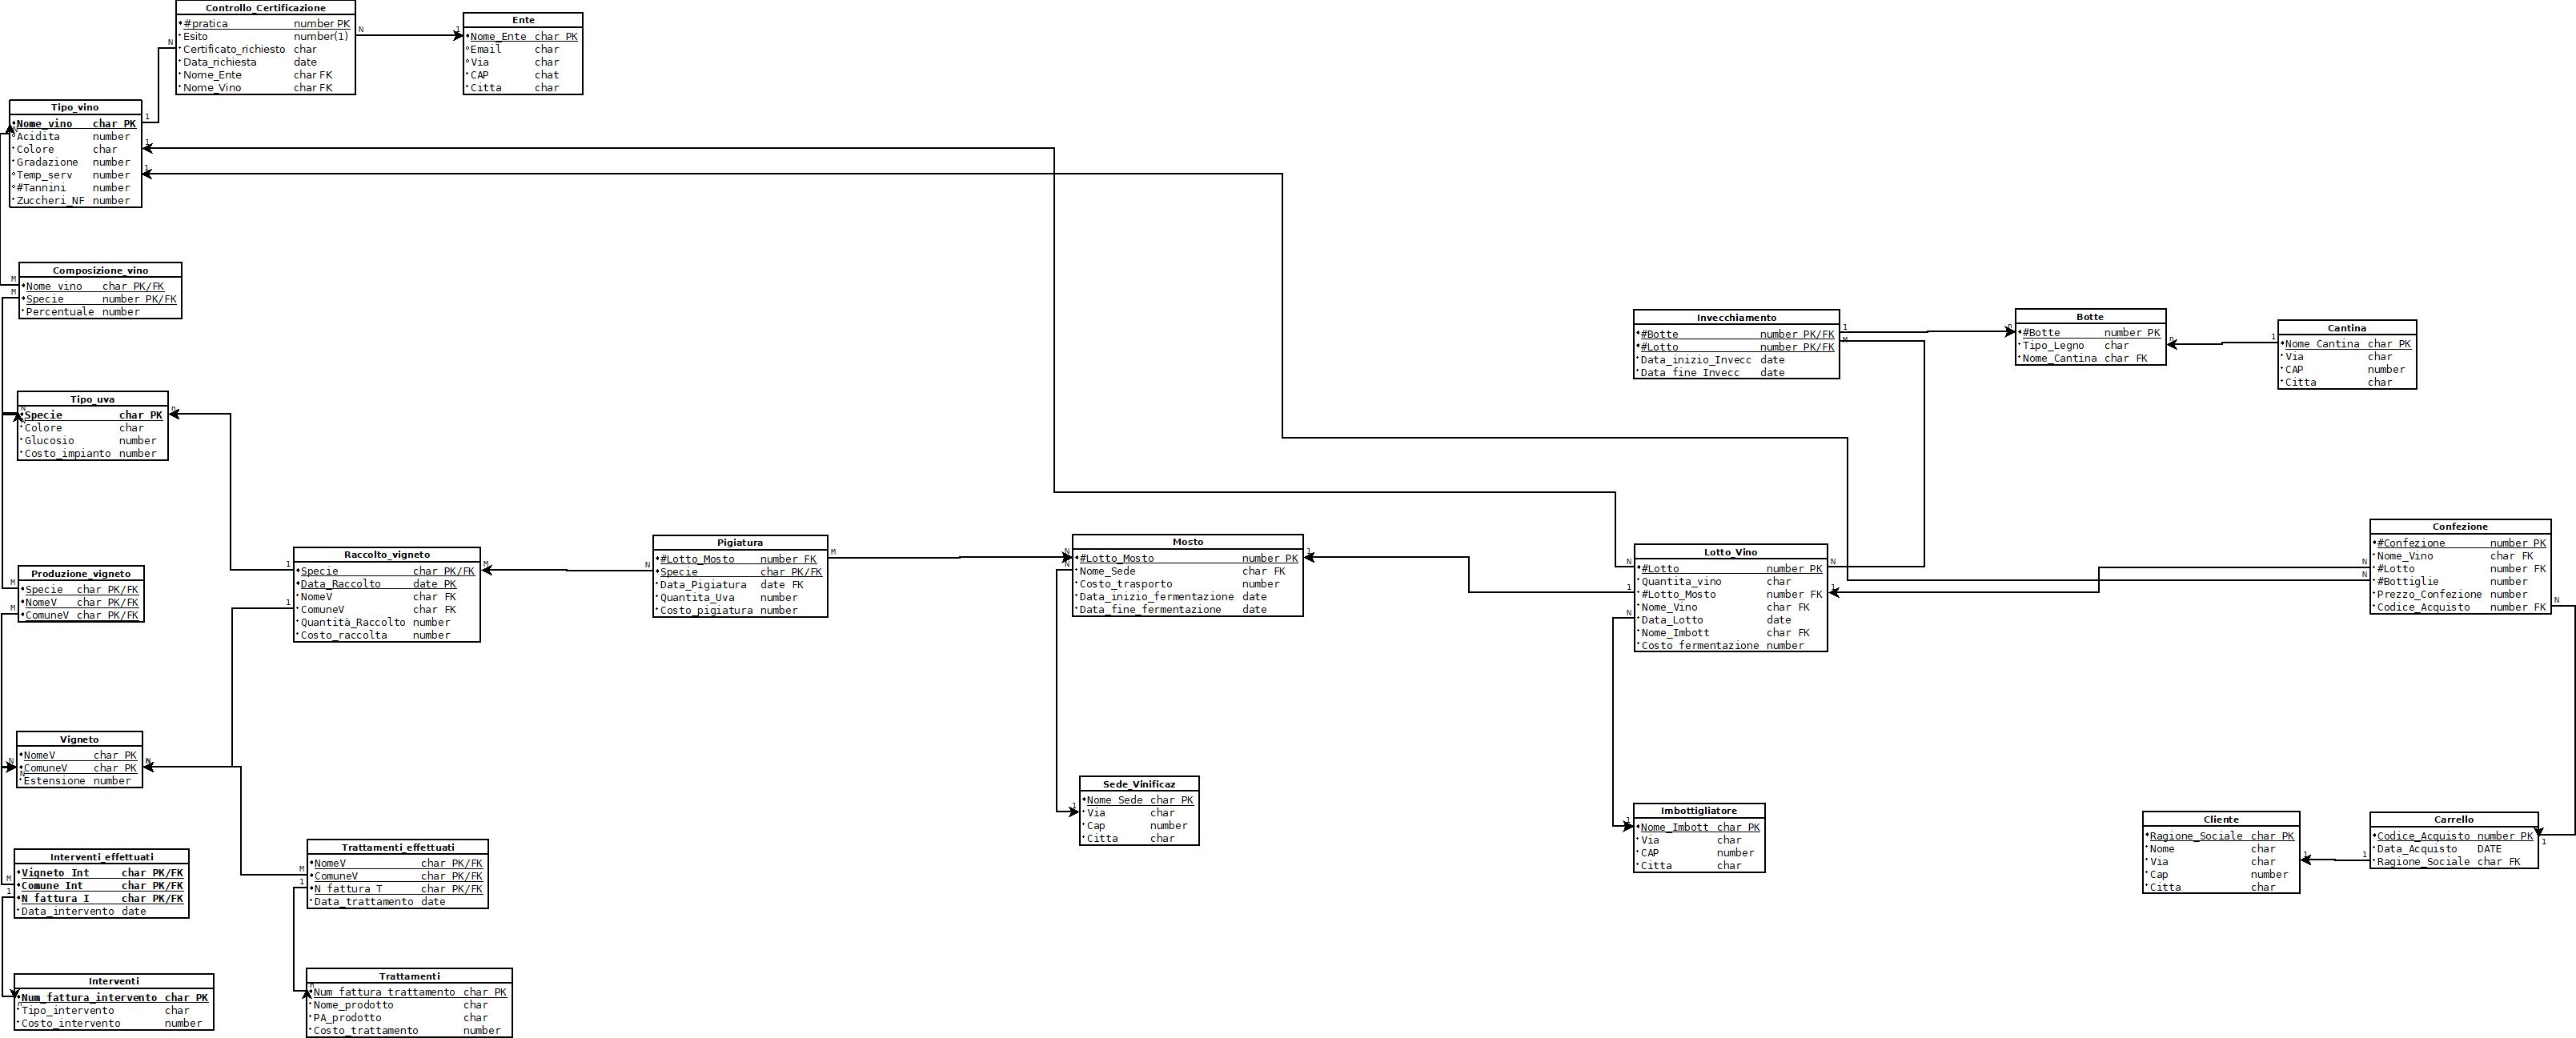 Controllo_Certificazione
#pratica number PK
Esito number(1)
Certificato_richiesto char
Data_richiesta date
Nome_Ente char FK
Nome_Vino char FK
N
N
1
Ente
Nome_Ente char PK
Email char
Via char
CAP chat
Citta char
Tipo_vino
Nome_vino char PK
Acidita number
Colore char
Gradazione number
Temp_serv number
#Tannini number
Zuccheri_NF number
1
1
1
Composizione_vino
Nome_vino char PK/FK
Specie number PK/FK
Percentuale number
M
M
Invecchiamento
#Botte number PK/FK
#Lotto number PK/FK
Data_inizio_Invecc date
Data_fine_Invecc date
1
M
n
Botte
#Botte number PK
Tipo_Legno char
Nome_Cantina char FK
n
1
Cantina
Nome_Cantina char PK
Via char
CAP number
Citta char
Tipo_uva
Specie char PK
Colore char
Glucosio number
Costo_impianto number
n
Produzione_vigneto
Specie char PK/FK
NomeV char PK/FK
ComuneV char PK/FK
M
M
Raccolto_vigneto
Specie char PK/FK
Data_Raccolto date PK
NomeV char FK
ComuneV char FK
Quantità_Raccolto number
Costo_raccolta number
1
1
M
N
Pigiatura
#Lotto_Mosto number FK
Specie char PK/FK
Data_Pigiatura date FK
Quantita_Uva number
Costo_pigiatura number
M
N
N
Mosto
#Lotto_Mosto number PK
Nome_Sede char FK
Costo_trasporto number
Data_inizio_fermentazione date
Data_fine_fermentazione date
1
N
1
N
Lotto_Vino
#Lotto number PK
Quantita_vino char
#Lotto_Mosto number FK
Nome_Vino char FK
Data_Lotto date
Nome_Imbott char FK
Costo_fermentazione number
N
1
N
N
Confezione
#Confezione number PK
Nome_Vino char FK
#Lotto number FK
#Bottiglie number
Prezzo_Confezione number
Codice_Acquisto number FK
N
Vigneto
NomeV char PK
ComuneV char PK
Estensione number
N
N
N
Sede_Vinificaz
Nome_Sede char PK
Via char
Cap number
Citta char
1
Imbottigliatore
Nome_Imbott char PK
Via char
CAP number
Citta char
1
Cliente
Ragione_Sociale char PK
Nome char
Via char
Cap number
Citta char
1
1
Carrello
Codice_Acquisto number PK
Data_Acquisto DATE
Ragione_Sociale char FK
1
Interventi_effettuati
Vigneto_Int char PK/FK
Comune_Int char PK/FK
N_fattura_I char PK/FK
Data_intervento date
M
1
Trattamenti_effettuati
NomeV char PK/FK
ComuneV char PK/FK
N_fattura_T char PK/FK
Data_trattamento date
M
1
Interventi
Num_fattura_intervento char PK
Tipo_intervento char
Costo_intervento number
n
Trattamenti
Num_fattura_trattamento char PK
Nome_prodotto char
PA_prodotto char
Costo_trattamento number
n